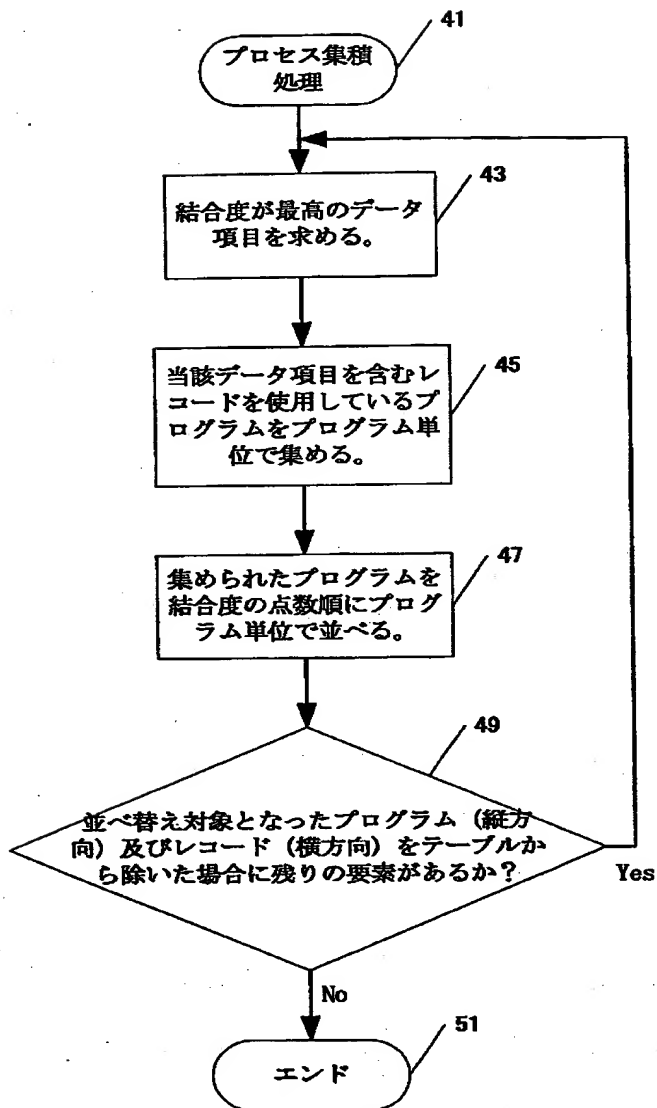 41
プロセス集積
処理
43
結合度が最高のデータ
項目を求める。
45
当該データ項目を含むレ
コードを使用しているプ
ログラムをプログラム単
位で集める。
47
集められたプログラムを
結合度の点数順にプログ
ラム単位で並べる。
49
並べ替え対象となったプログラム（縦方
向）及びレコード（横方向）をテーブルか
ら除いた場合に残りの要素があるか？
Yes
No
51
エンド